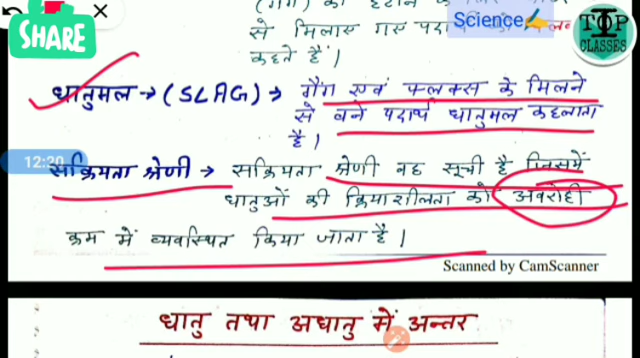 Science✍
TOP
CLASSES
SHARE
से मिलाए गए पदार्थ
कहते हैं।
धातुमल → (SLAG) → गैंग एवं फ्लक्स के मिलने
से बने पदार्थ धातुमल कहलाता
है।
12:20
सक्रियता श्रेणी → सक्रियता श्रेणी वह सूची है जिसमें
धातुओं की क्रियाशीलता को अवरोही
क्रम में व्यवस्थित किया जाता है।
Scanned by CamScanner
धातु तथा अधातु में अन्तर